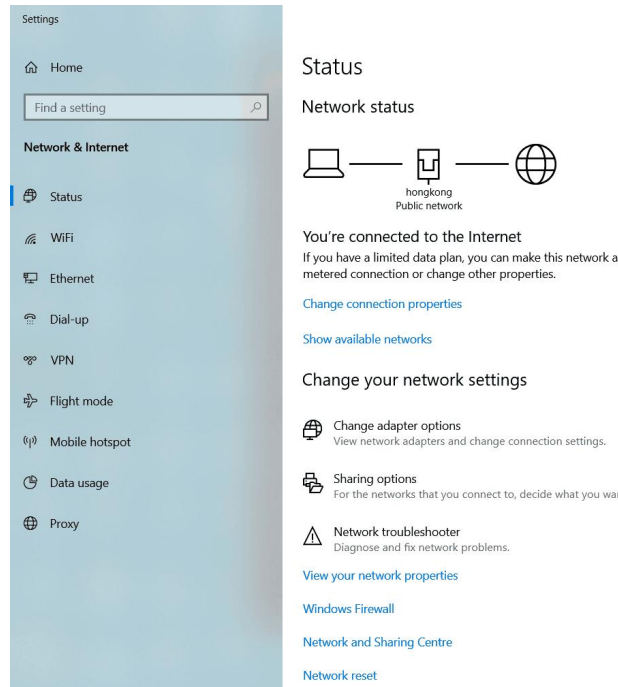 Settings
Home
Find a setting
Network & Internet
Status
WiFi
Ethernet
Dial-up
VPN
Flight mode
Mobile hotspot
Data usage
Proxy
Status
Network status
hongkong
Public network
You're connected to the Internet
If you have a limited data plan, you can make this network a
metered connection or change other properties.
Change connection properties
Show available networks
Change your network settings
Change adapter options
View network adapters and change connection settings.
Sharing options
For the networks that you connect to, decide what you wa
Network troubleshooter
Diagnose and fix network problems.
View your network properties
Windows Firewall
Network and Sharing Centre
Network reset